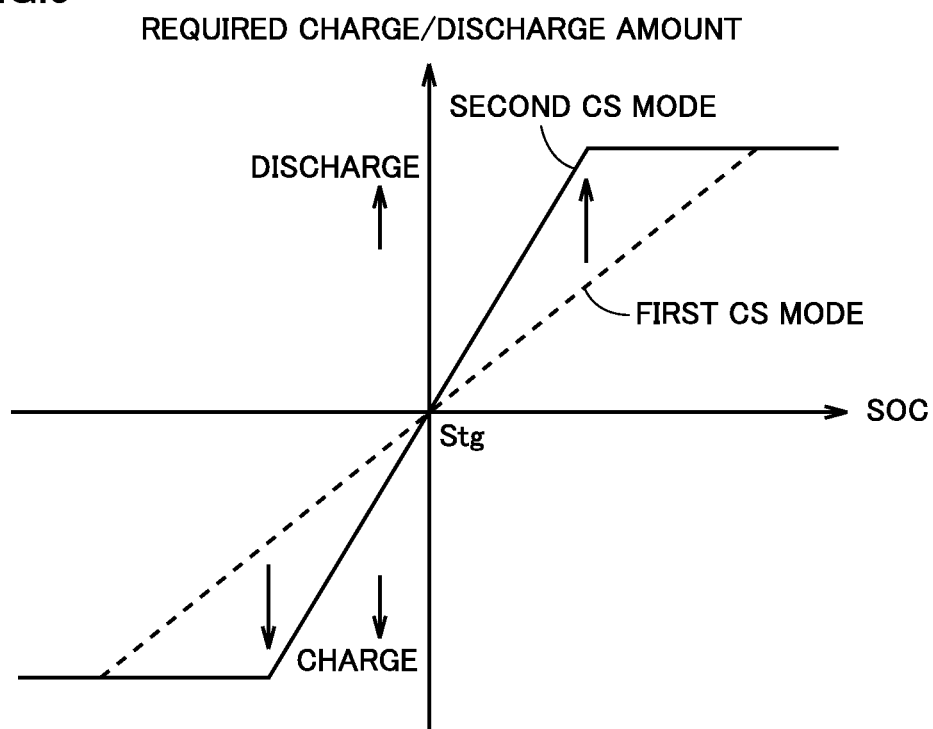 REQUIRED CHARGE/DISCHARGE AMOUNT
SECOND CS MODE
DISCHARGE
FIRST CS MODE
SOC
Stg
CHARGE